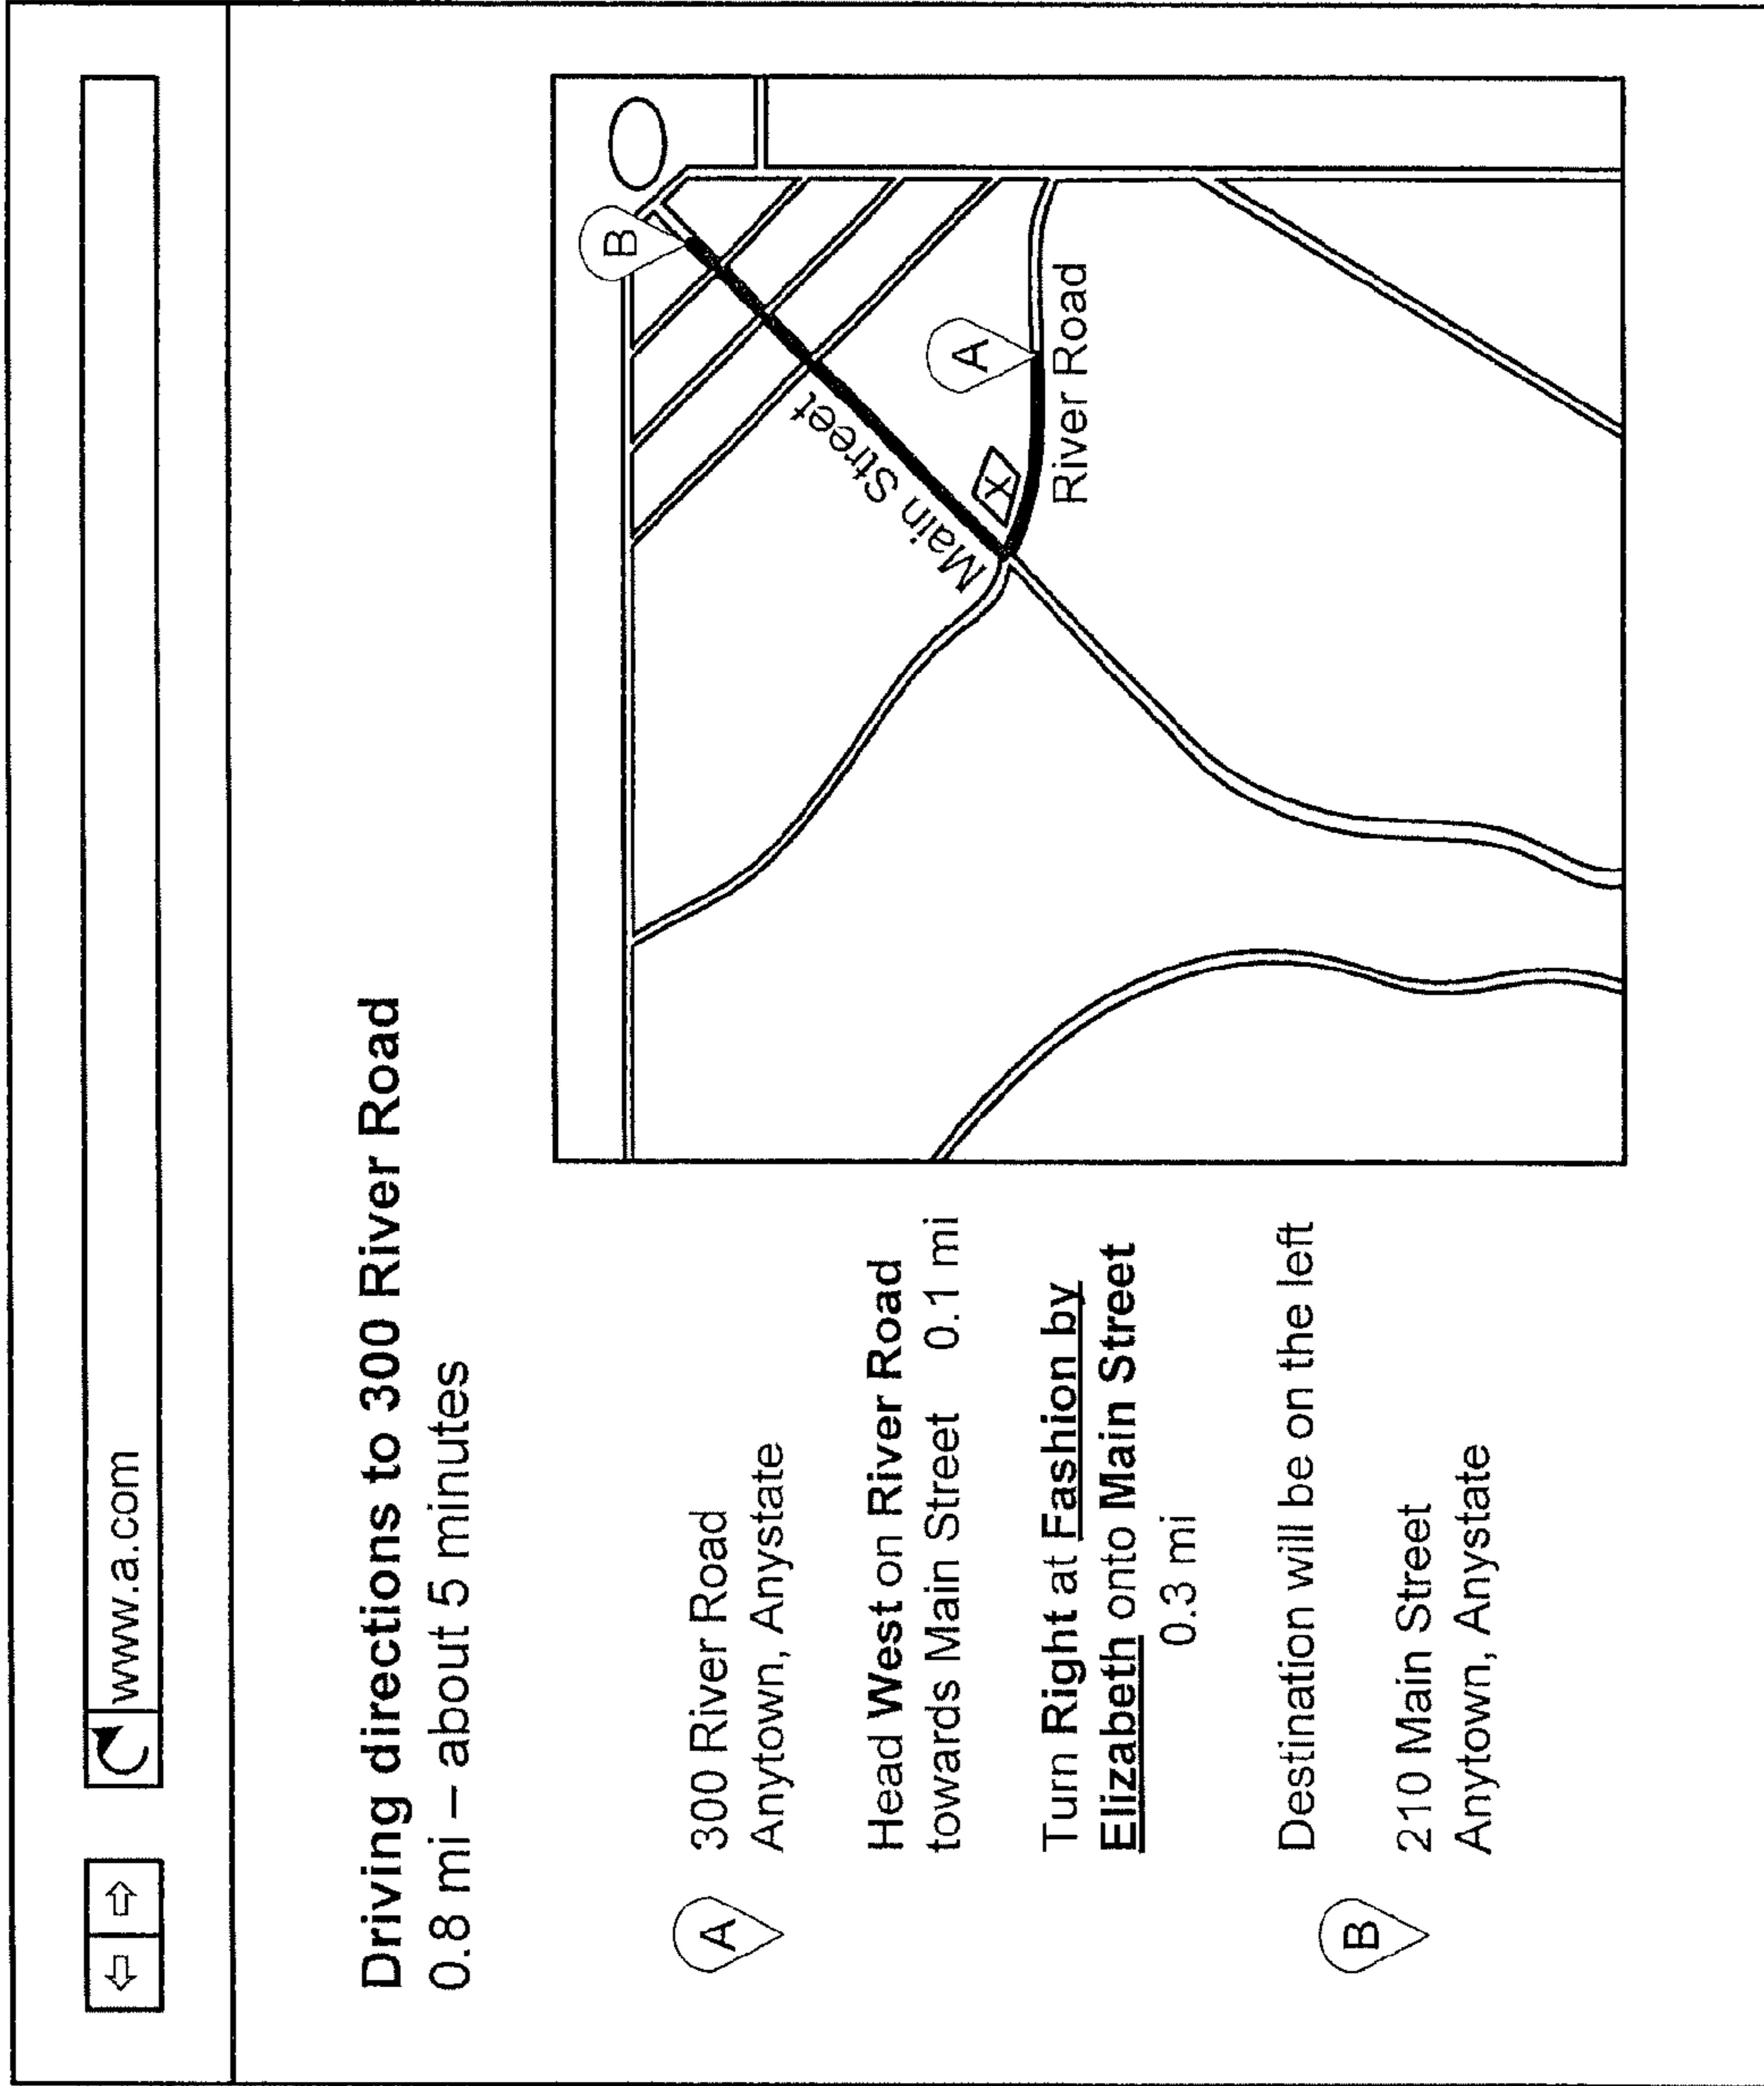 www.a.com
Driving directions to 300 River Road
0.8 mi – about 5 minutes
A
300 River Road
Anytown, Anystate
Head West on River Road
towards Main Street 0.1 mi
Turn Right at Fashion by
Elizabeth onto Main Street
0.3 mi
Destination will be on the left
B
210 Main Street
Anytown, Anystate
B
Main Street
A
X
River Road